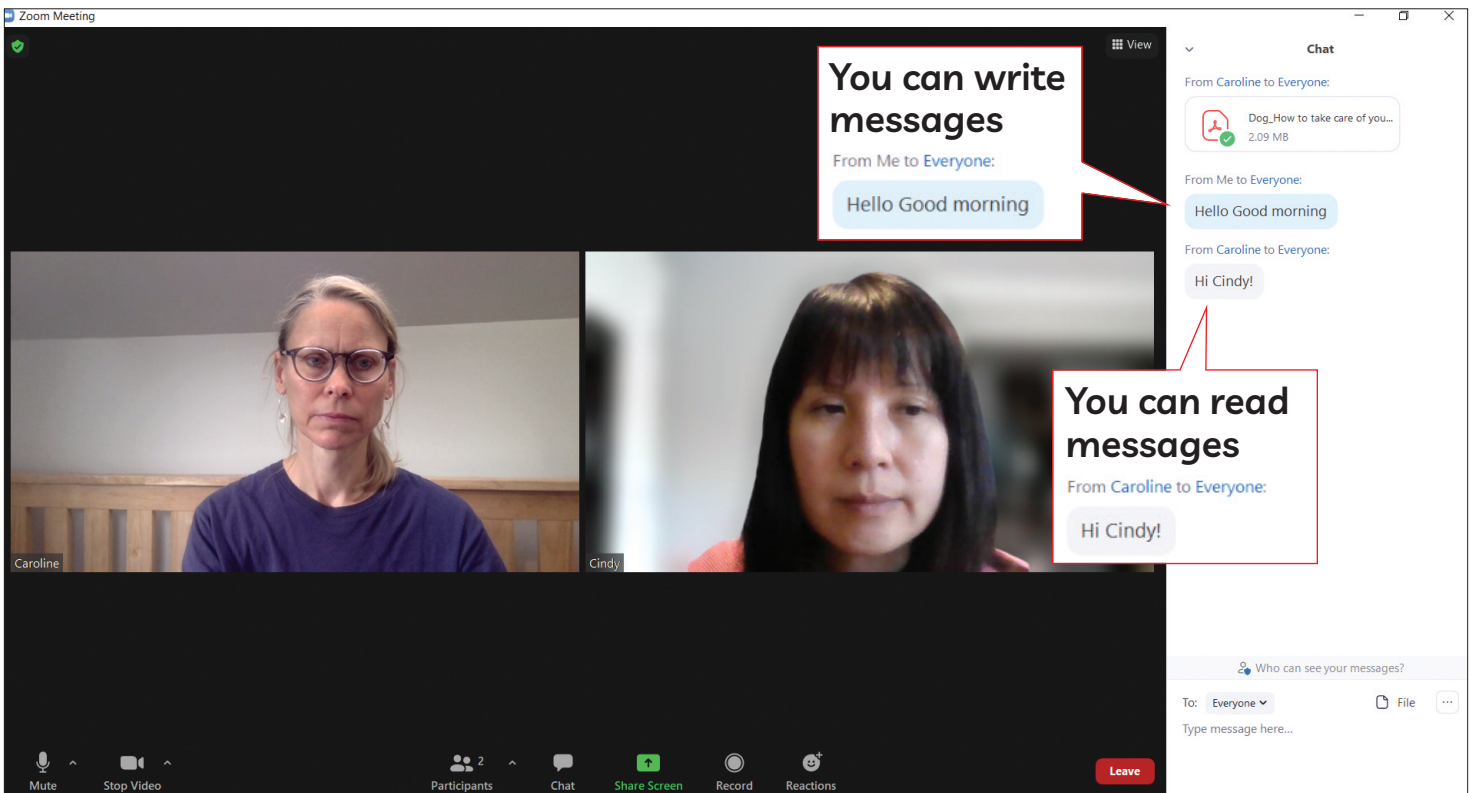 Zoom Meeting
View
You can write
messages
From Me to Everyone:
Hello Good morning
Chat
From Caroline to Everyone:
Dog_How to take care of you...
2.09 MB
From Me to Everyone:
Hello Good morning
From Caroline to Everyone:
Hi Cindy!
You can read
messages
From Caroline to Everyone:
Hi Cindy!
Caroline
Cindy
Who can see your messages?
To: Everyone File ...
Type message here...
Mute
Stop Video
2
Participants
Chat
Share Screen
Record
Reactions
Leave